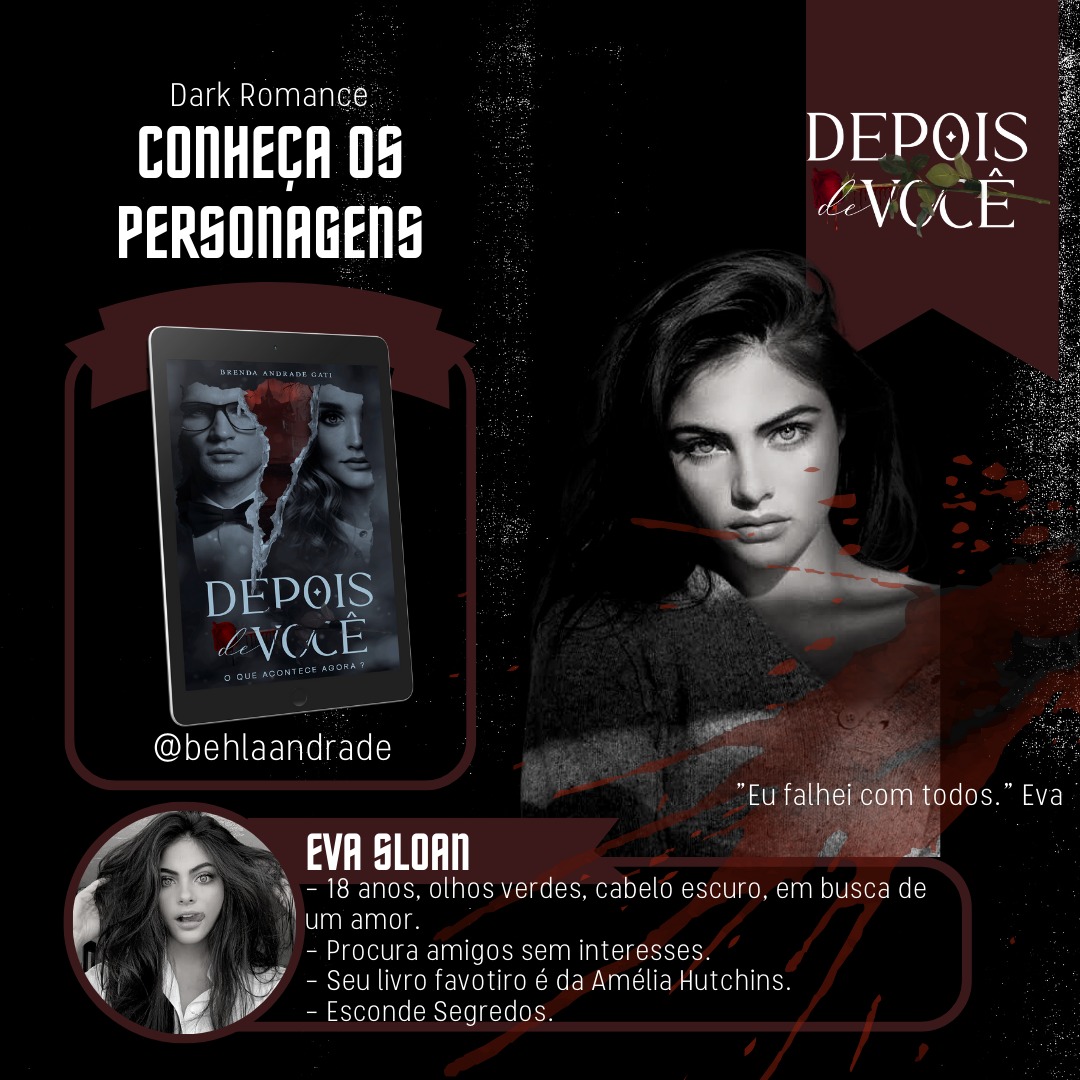 Dark Romance
CONHEÇA OS
PERSONAGENS
DEPOIS
de VOCÊ
BRENDA ANDRADE GATI
DEPOIS
de VOCÊ
O QUE ACONTECE AGORA ?
@behlaandrade
"Eu falhei com todos." Eva
EVA SLOAN
- 18 anos, olhos verdes, cabelo escuro, em busca de
um amor.
- Procura amigos sem interesses.
- Seu livro favotiro é da Amélia Hutchins.
- Esconde Segredos.